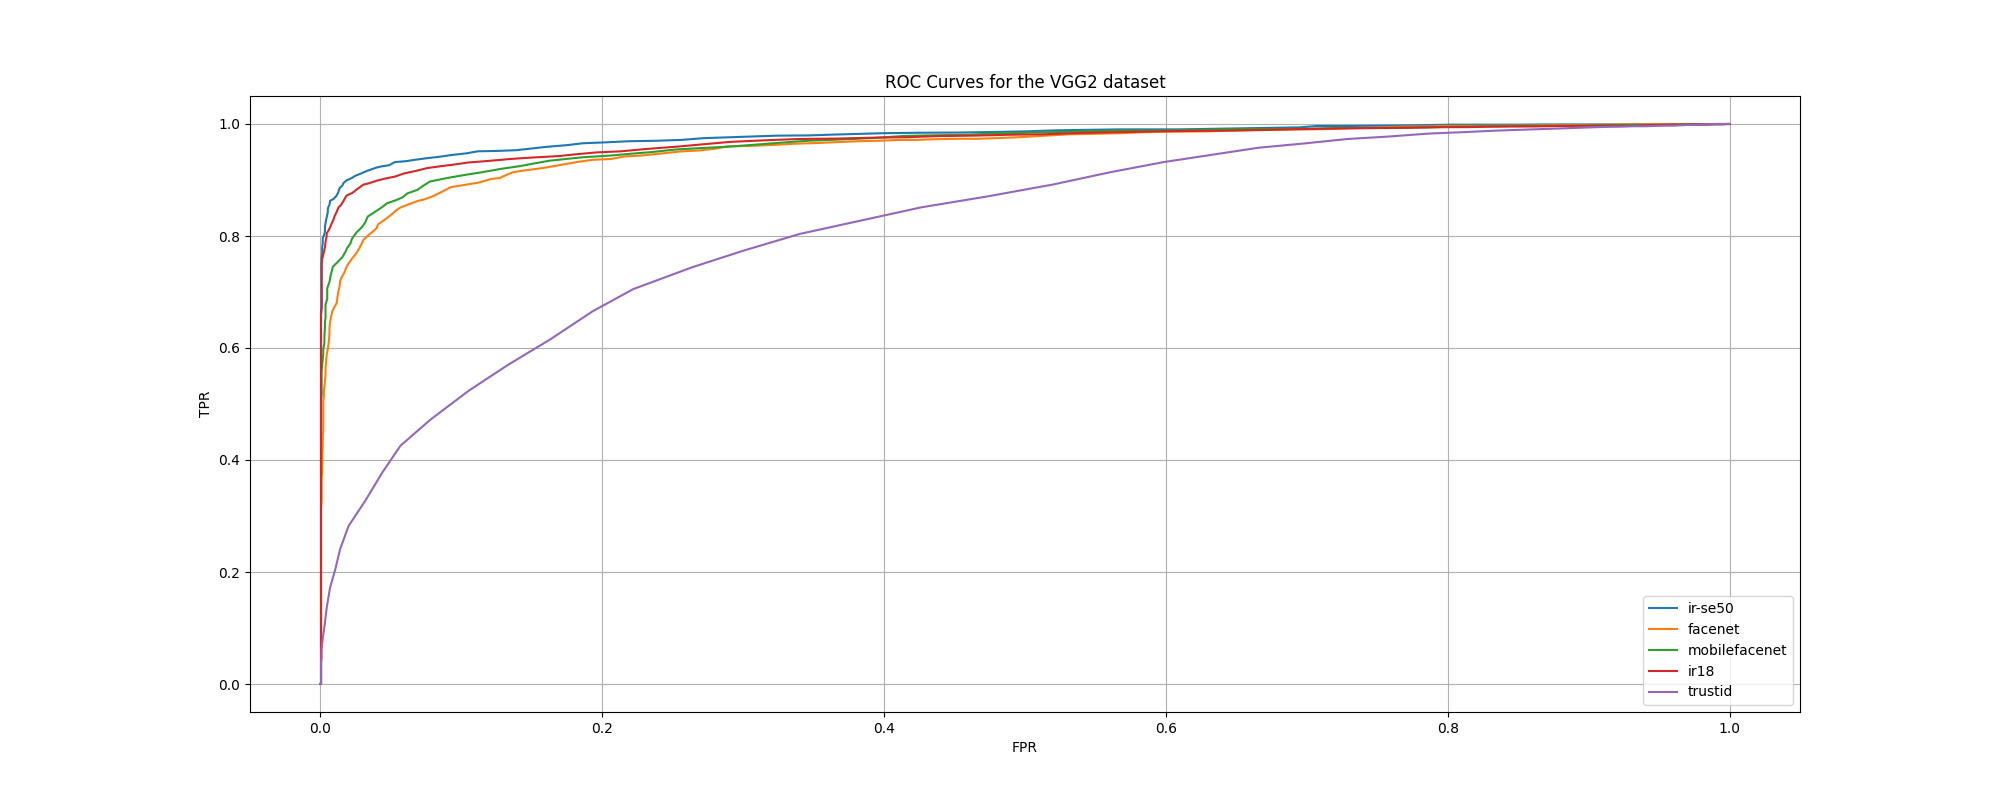 ROC Curves for the VGG2 dataset
1.0
0.8
0.6
0.4
0.2
0.0
TPR
0.0 0.2 0.4 0.6 0.8 1.0
FPR
ir-se50
facenet
mobilefacenet
ir18
trustid